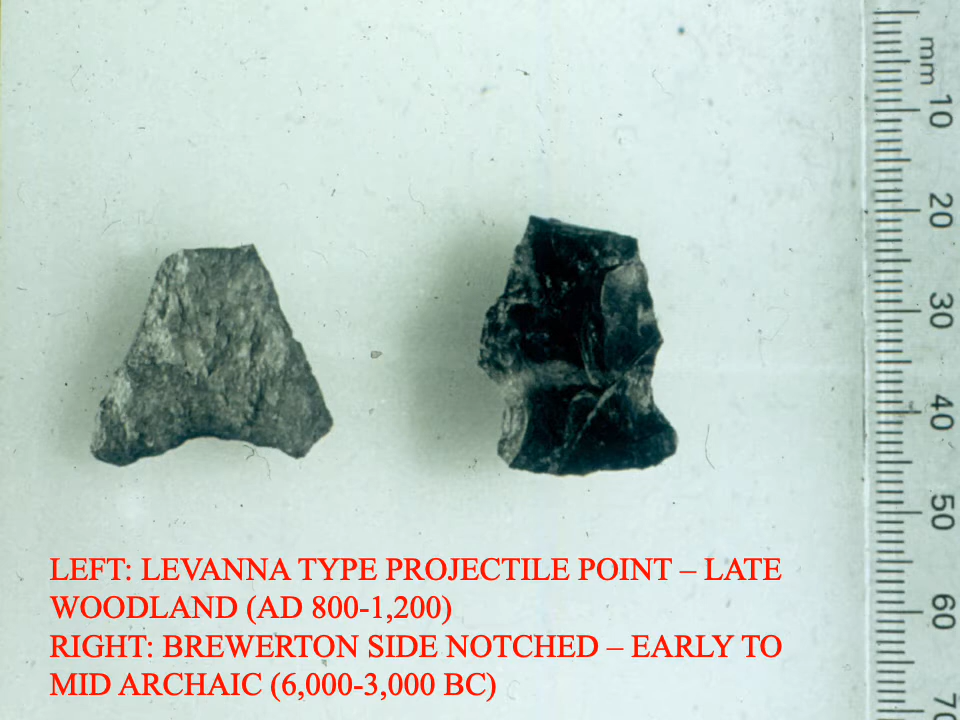 mm
10
20
30
40
50
60
70
LEFT: LEVANNA TYPE PROJECTILE POINT – LATE
WOODLAND (AD 800-1,200)
RIGHT: BREWERTON SIDE NOTCHED – EARLY TO
MID ARCHAIC (6,000-3,000 BC)